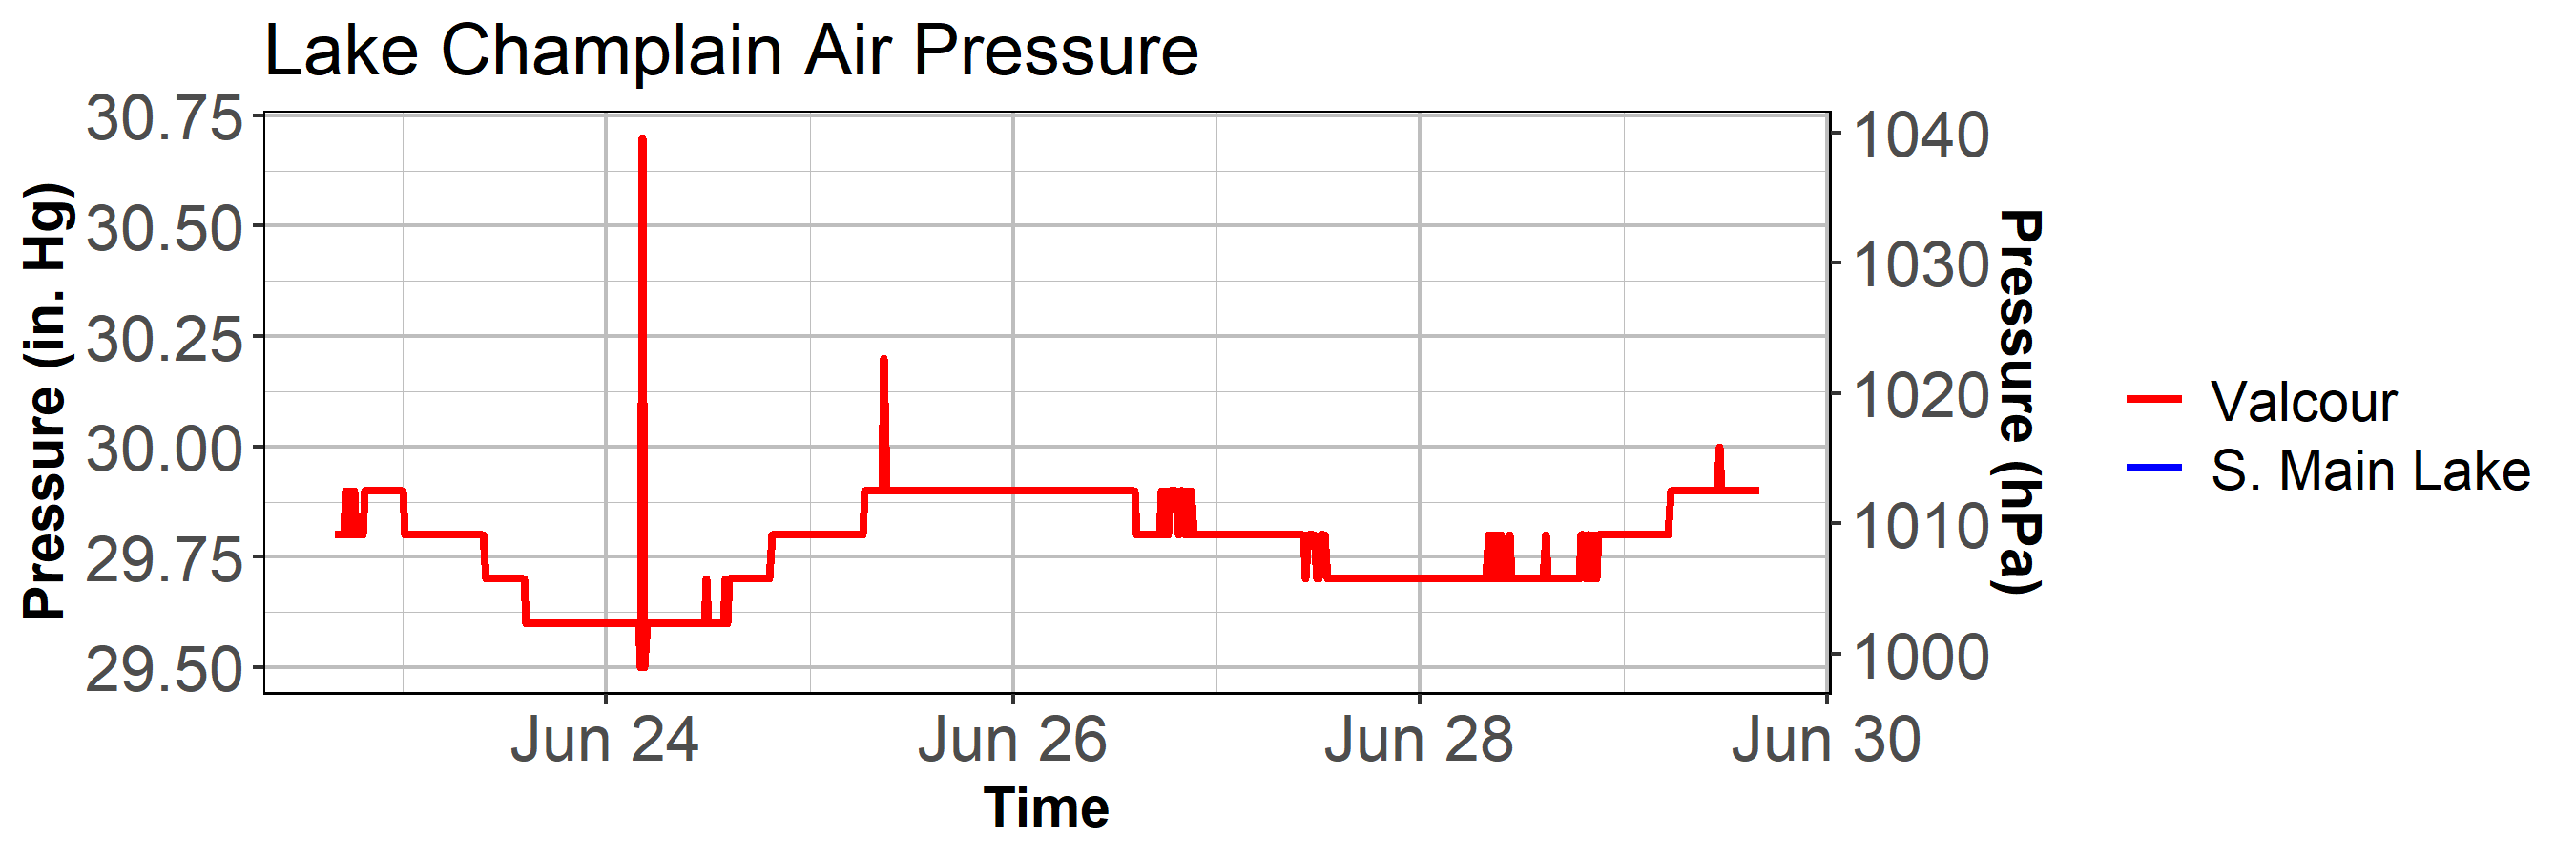 Lake Champlain Air Pressure
Pressure (in. Hg)
30.75
30.50
30.25
30.00
29.75
29.50
1040
1030
1020
1010
1000
Pressure (hPa)
Jun 24
Jun 26
Jun 28
Jun 30
Time
Valcour
S. Main Lake